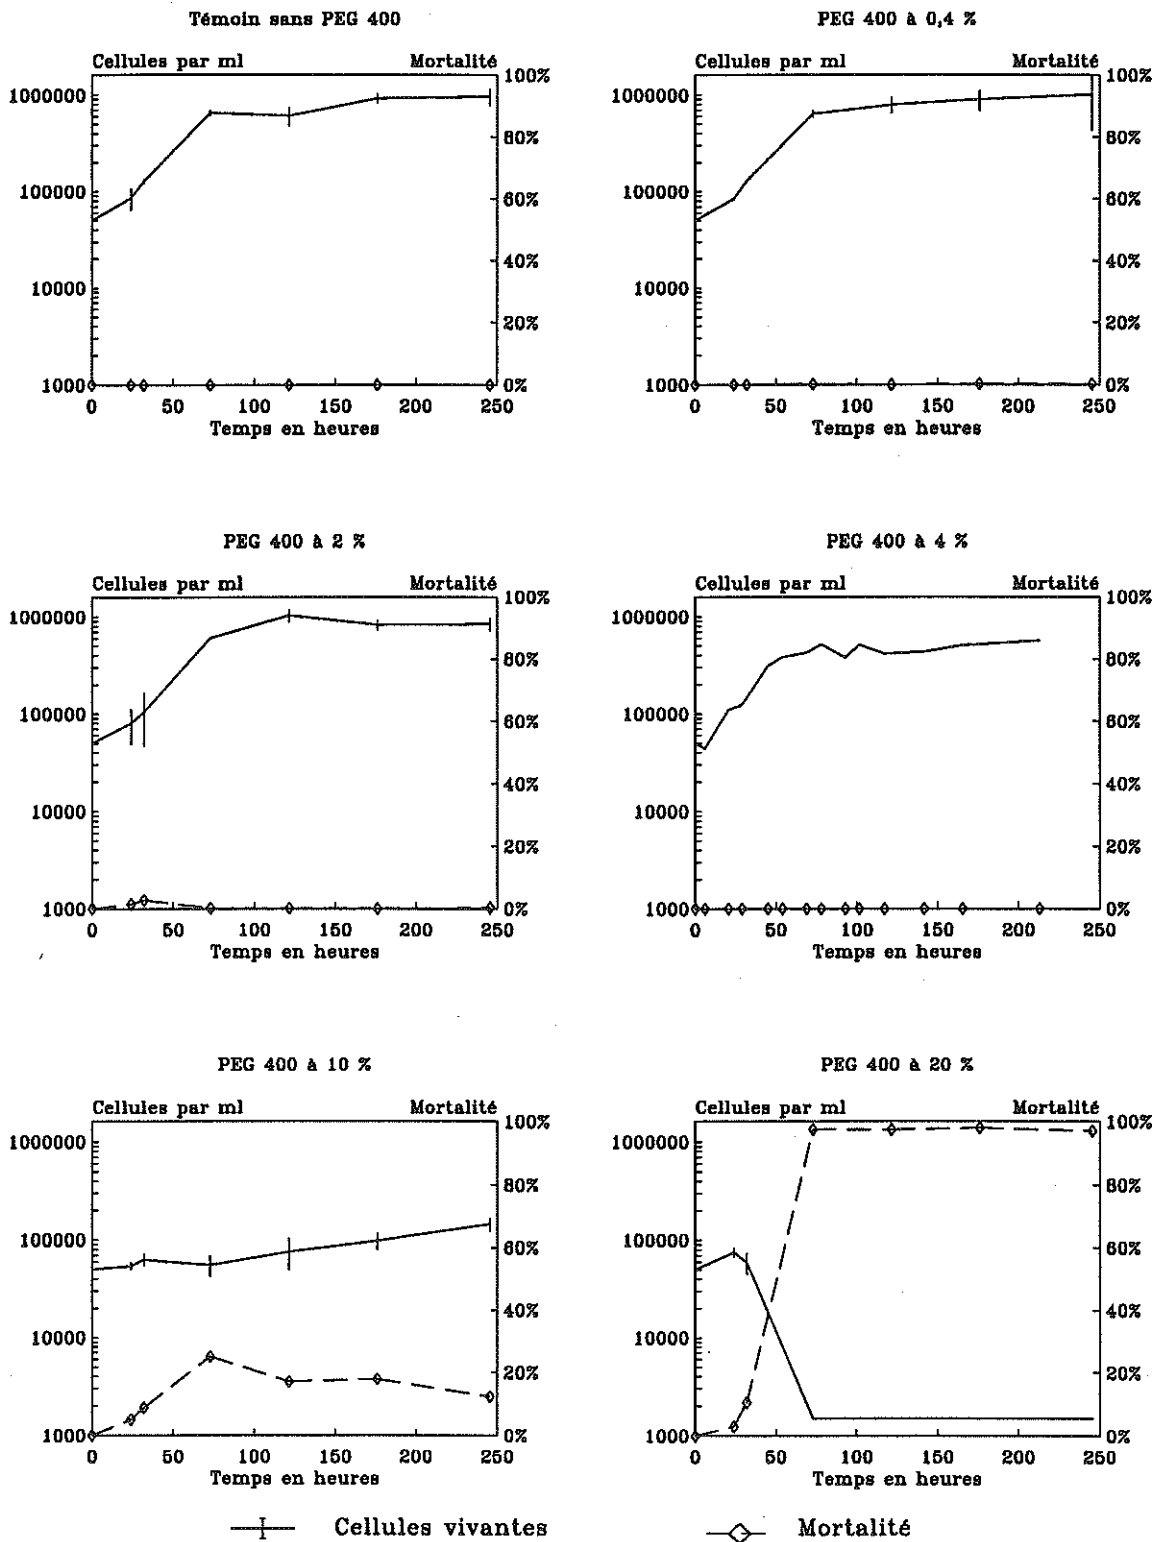 Témoin sans PEG 400
Cellules par ml Mortalité
1000000
100000
10000
1000
100%
80%
60%
40%
20%
0%
0 50 100 150 200 250
Temps en heures
PEG 400 à 0,4 %
Cellules par ml Mortalité
1000000
100000
10000
1000
100%
80%
60%
40%
20%
0%
0 50 100 150 200 250
Temps en heures
PEG 400 à 2 %
Cellules par ml Mortalité
1000000
100000
10000
1000
100%
80%
60%
40%
20%
0%
0 50 100 150 200 250
Temps en heures
PEG 400 à 4 %
Cellules par ml Mortalité
1000000
100000
10000
1000
100%
80%
60%
40%
20%
0%
0 50 100 150 200 250
Temps en heures
PEG 400 à 10 %
Cellules par ml Mortalité
1000000
100000
10000
1000
100%
80%
60%
40%
20%
0%
0 50 100 150 200 250
Temps en heures
PEG 400 à 20 %
Cellules par ml Mortalité
1000000
100000
10000
1000
100%
80%
60%
40%
20%
0%
0 50 100 150 200 250
Temps en heures
Cellules vivantes
Mortalité